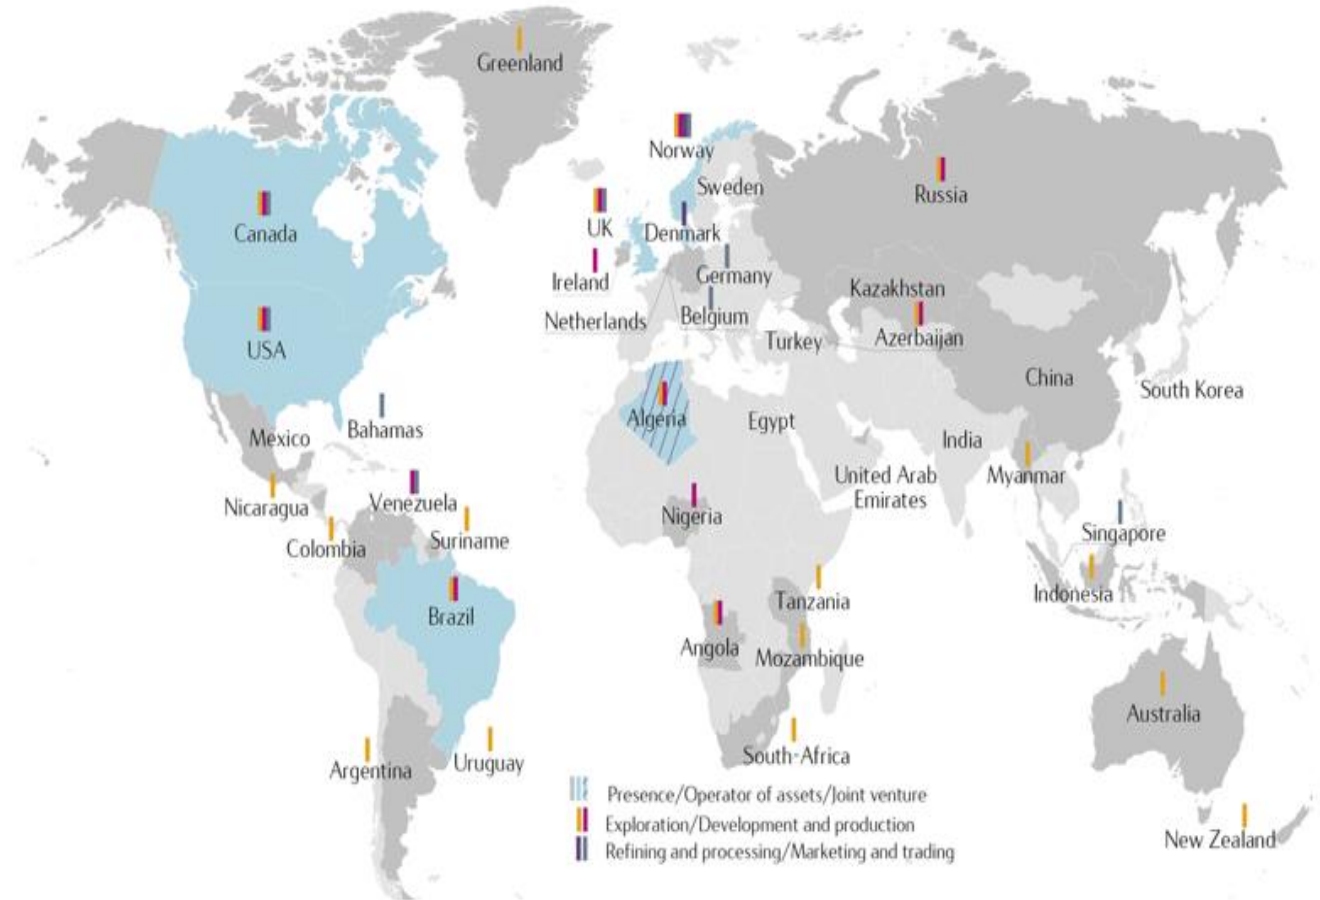 Greenland
Norway
Sweden
Russia
Canada
UK
Denmark
Ireland
Germany
Kazakhstan
Netherlands
Belgium
Azerbaijan
USA
Turkey
China
South Korea
Algeria
Egypt
Bahamas
Mexico
India
Myanmar
United Arab
Emirates
Venezuela
Nicaragua
Nigeria
Singapore
Suriname
Colombia
Indonesia
Tanzania
Brazil
Angola
Mozambique
Australia
South-Africa
Uruguay
Argentina
Presence/Operator of assets/Joint venture
Exploration/Development and production
New Zealand
Refining and processing/Marketing and trading